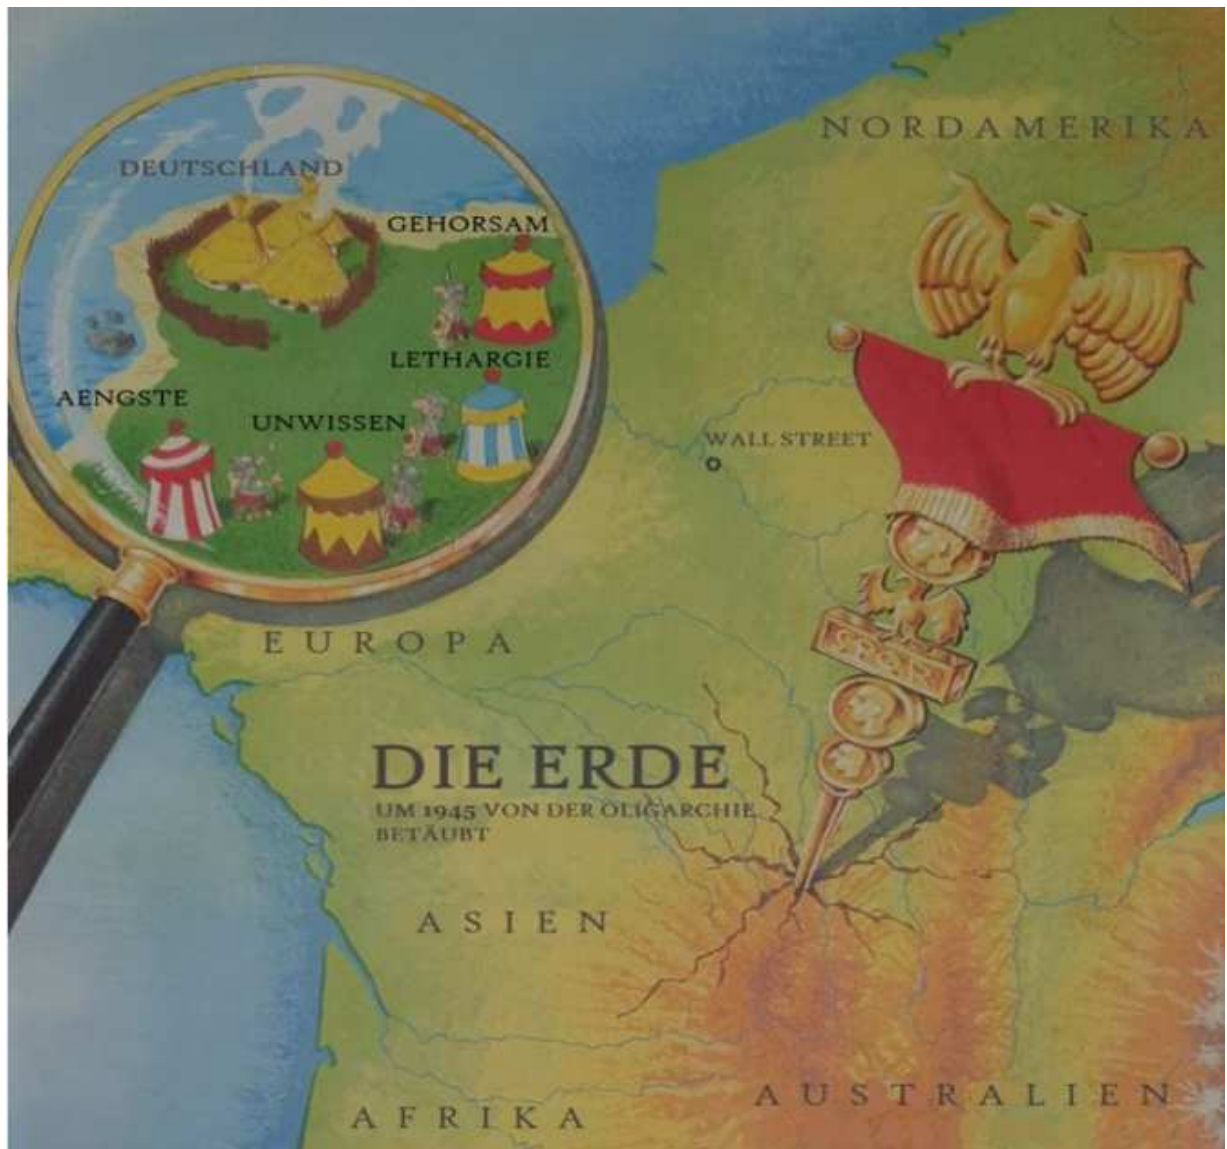 NORDAMERIKA
DEUTSCHLAND
GEHORSAM
LETHARGIE
AENGSTE
UNWISSEN
WALL STREET
EUROPA
SPQR
DIE ERDE
UM 1945 VON DER OLIGARCHIE
BETÄUBT
ASIEN
AUSTRALIEN
AFRIKA